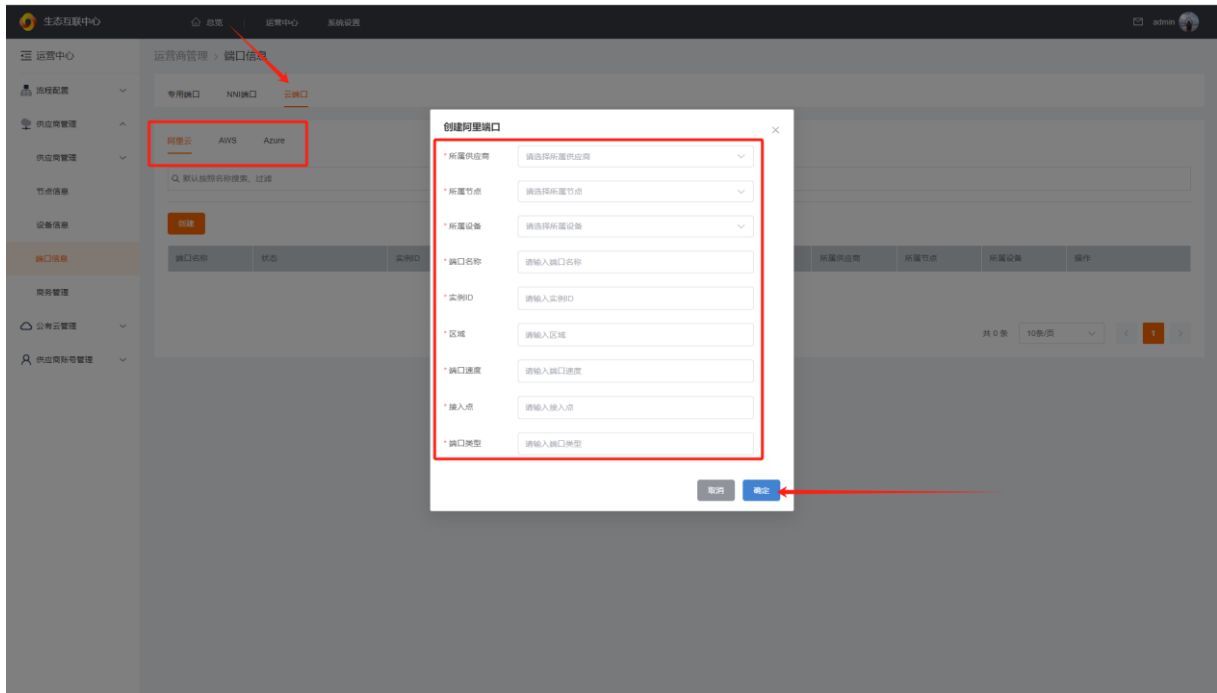 生态互联中心 总览 运营中心 系统设置 admin
运营中心
运营商管理 > 端口信息
流程配置
专用端口 NNI端口 云端口
供应商管理
供应商管理
节点信息
设备信息
端口信息
商务管理
公有云管理
供应商账号管理
阿里云 AWS Azure
默认按照名称搜索、过滤
创建
端口名称 状态 实例ID 所属供应商 所属节点 所属设备 操作
共 0 条 10条/页 < 1 >
创建阿里端口 ×
* 所属供应商 请选择所属供应商
* 所属节点 请选择所属节点
* 所属设备 请选择所属设备
* 端口名称 请输入端口名称
* 实例ID 请输入实例ID
* 区域 请输入区域
* 端口速度 请输入端口速度
* 接入点 请输入接入点
* 端口类型 请输入端口类型
取消 确定